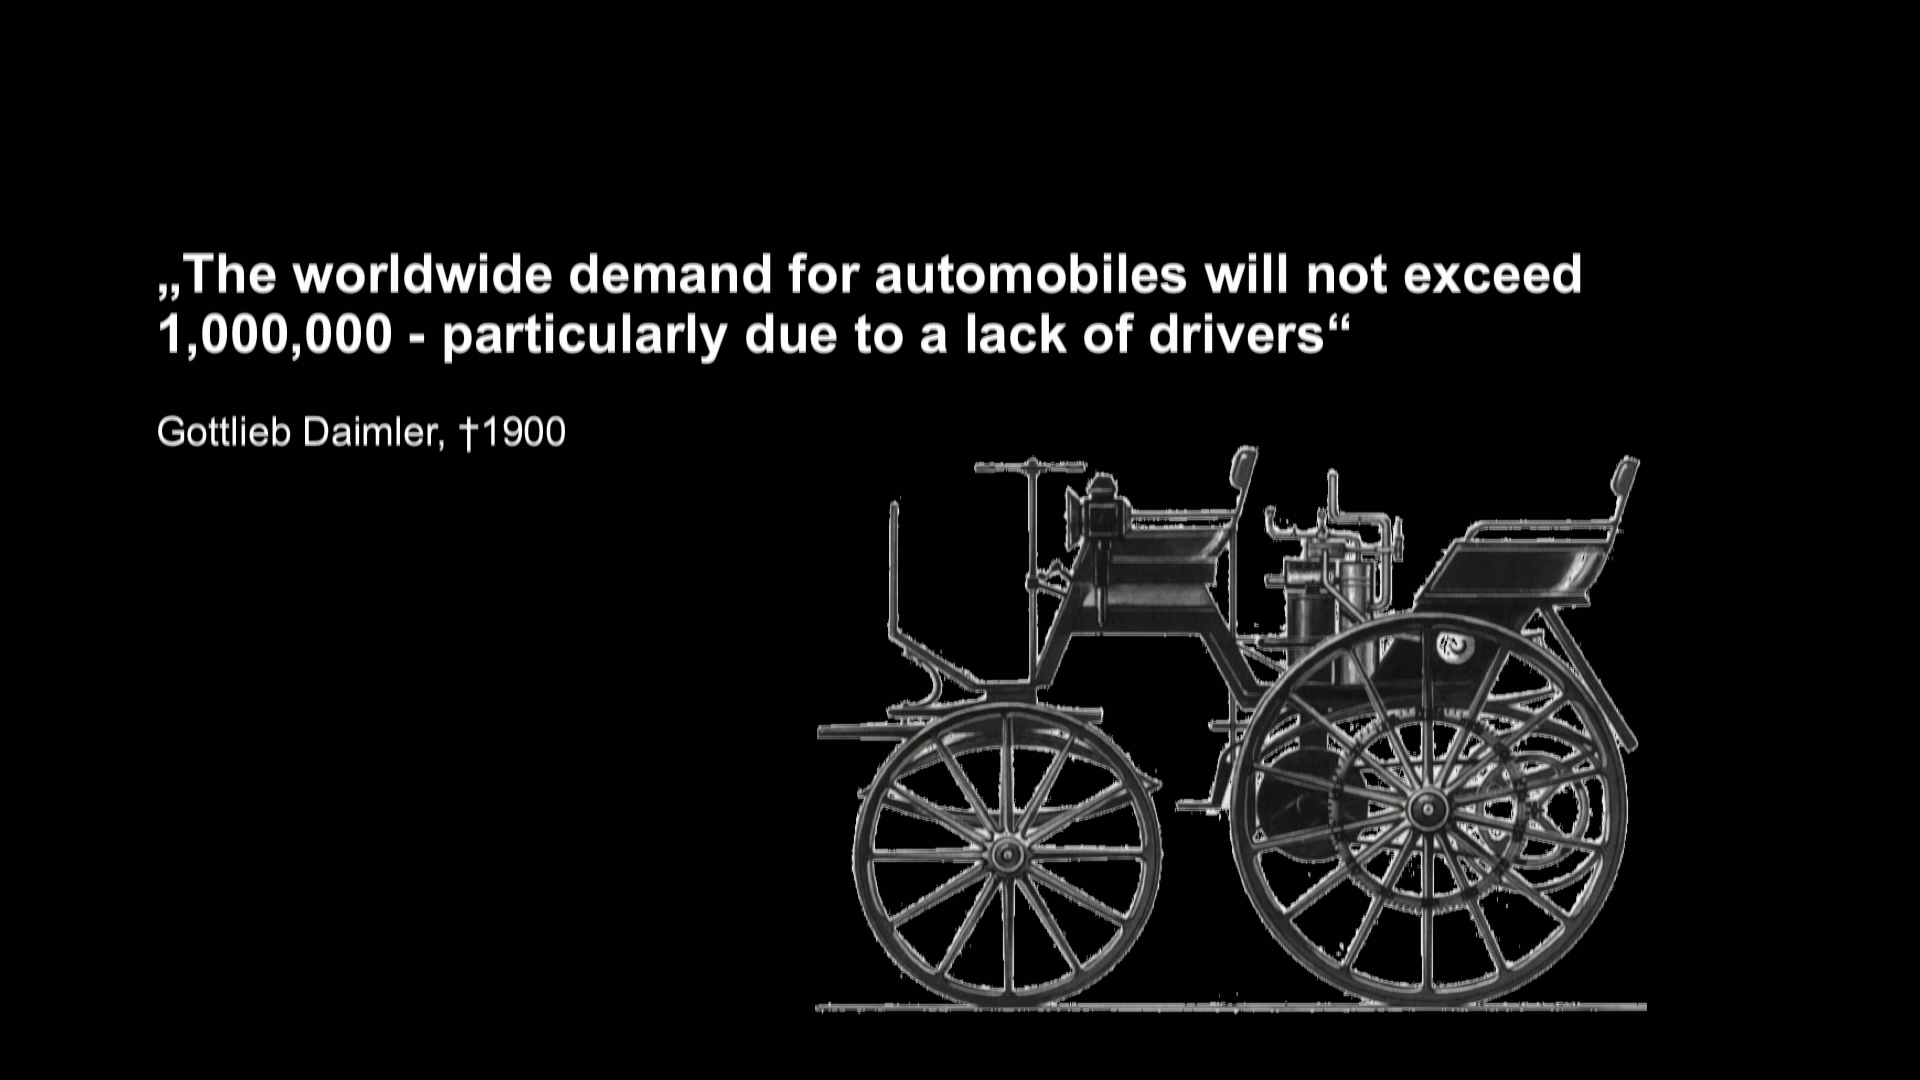 „The worldwide demand for automobiles will not exceed
1,000,000 - particularly due to a lack of drivers“
Gottlieb Daimler, †1900